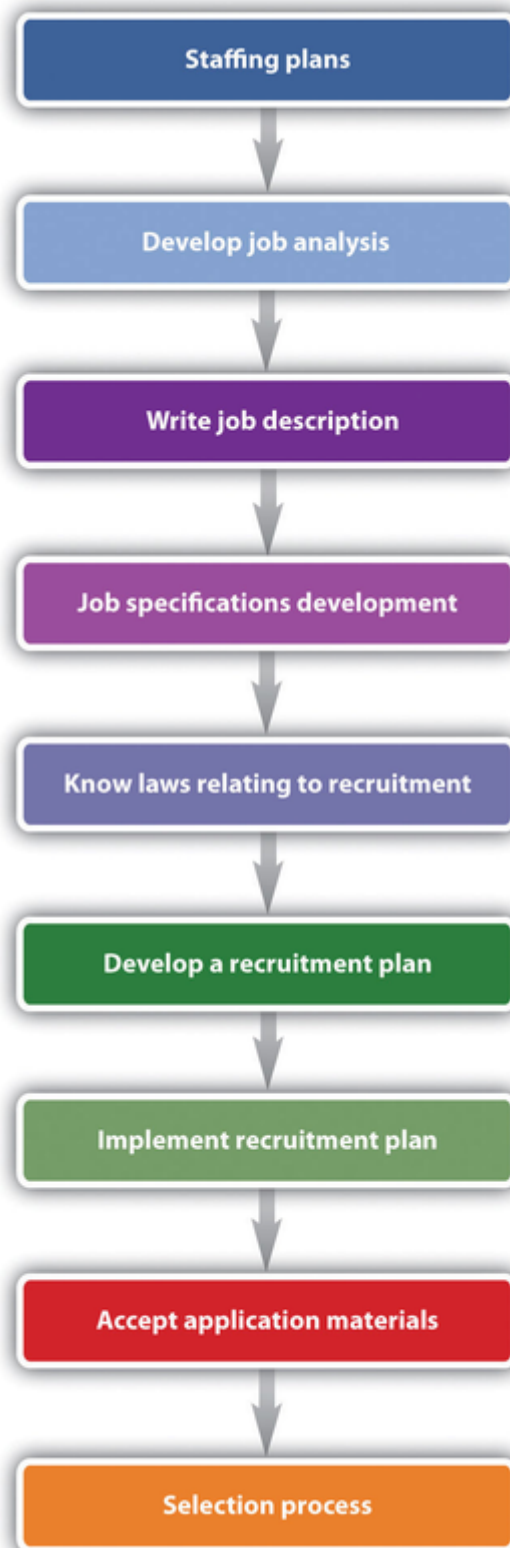 Staffing plans
Develop job analysis
Write job description
Job specifications development
Know laws relating to recruitment
Develop a recruitment plan
Implement recruitment plan
Accept application materials
Selection process